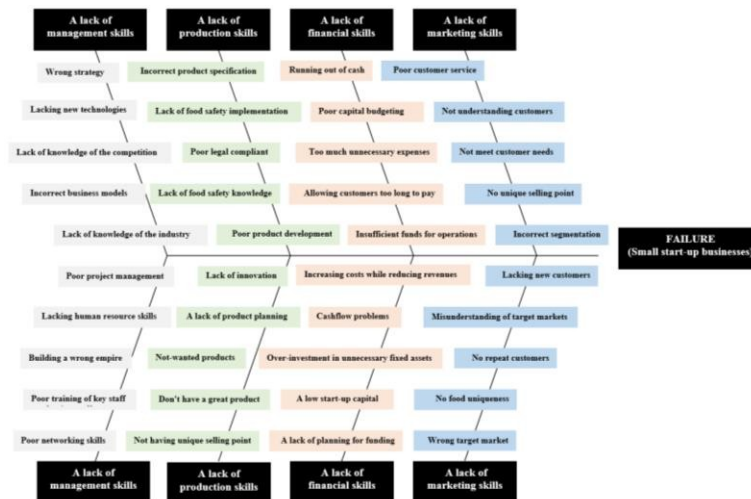 A lack of
management skills
A lack of
production skills
A lack of
financial skills
A lack of
marketing skills
Wrong strategy
Incorrect product specification
Running out of cash
Poor customer service
Lacking new technologies
Lack of food safety implementation
Poor capital budgeting
Not understanding customers
Lack of knowledge of the competition
Poor legal compliant
Too much unnecessary expenses
Not meet customer needs
Incorrect business models
Lack of food safety knowledge
Allowing customers too long to pay
No unique selling point
Lack of knowledge of the industry
Poor product development
Insufficient funds for operations
Incorrect segmentation
FAILURE
(Small start-up businesses)
Poor project management
Lack of innovation
Increasing costs while reducing revenues
Lacking new customers
Lacking human resource skills
A lack of product planning
Cashflow problems
Misunderstanding of target markets
Building a wrong empire
Not-wanted products
Over-investment in unnecessary fixed assets
No repeat customers
Poor training of key staff
Don't have a great product
A low start-up capital
No food uniqueness
Poor networking skills
Not having unique selling point
A lack of planning for funding
Wrong target market
A lack of
management skills
A lack of
production skills
A lack of
financial skills
A lack of
marketing skills